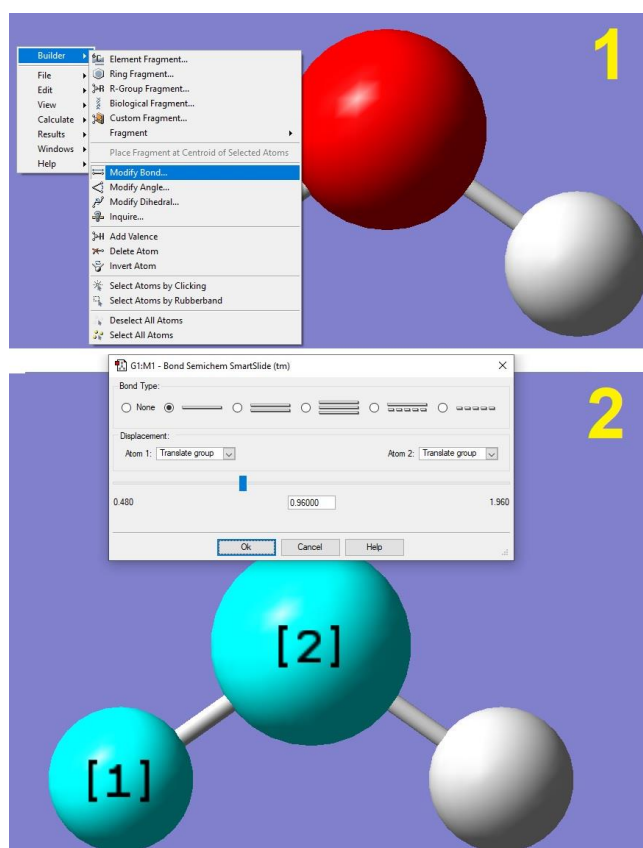 1
Builder
File
Edit
View
Calculate
Results
Windows
Help
Element Fragment...
Ring Fragment...
R-Group Fragment...
Biological Fragment...
Custom Fragment...
Fragment
Place Fragment at Centroid of Selected Atoms
Modify Bond...
Modify Angle...
Modify Dihedral...
Inquire...
Add Valence
Delete Atom
Invert Atom
Select Atoms by Clicking
Select Atoms by Rubberband
Deselect All Atoms
Select All Atoms
2
G1:M1 - Bond Semichem SmartSlide (tm)
Bond Type:
None
Displacement:
Atom 1: Translate group Atom 2: Translate group
0.480 0.96000 1.960
Ok Cancel Help
[2]
[1]